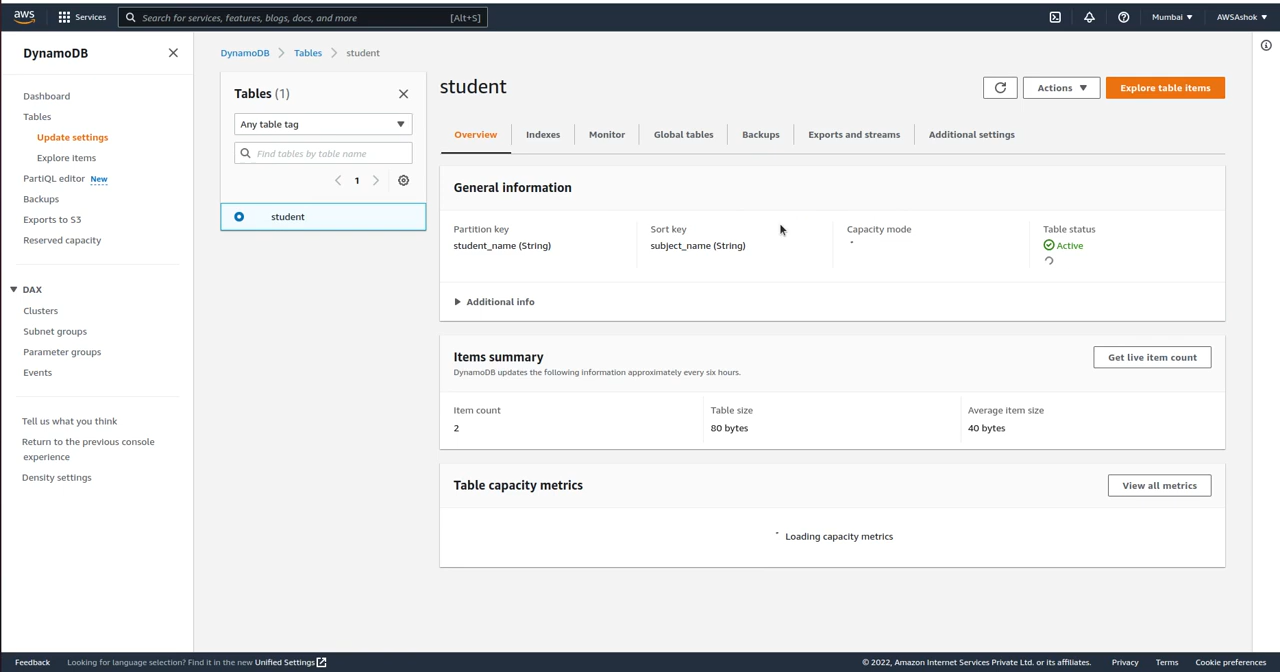 aws
Services
Search for services, features, blogs, docs, and more
[Alt+S]
Mumbai ▼
AWSAshok ▼
DynamoDB
Dashboard
Tables
Update settings
Explore items
PartiQL editor New
Backups
Exports to S3
Reserved capacity
DAX
Clusters
Subnet groups
Parameter groups
Events
Tell us what you think
Return to the previous console
experience
Density settings
DynamoDB > Tables > student
Tables (1)
Any table tag
Find tables by table name
1
student
student
Actions ▼
Explore table items
Overview
Indexes
Monitor
Global tables
Backups
Exports and streams
Additional settings
General information
Partition key
student_name (String)
Sort key
subject_name (String)
Capacity mode
Table status
Active
Additional info
Items summary
DynamoDB updates the following information approximately every six hours.
Get live item count
Item count
2
Table size
80 bytes
Average item size
40 bytes
Table capacity metrics
View all metrics
Loading capacity metrics
Feedback
Looking for language selection? Find it in the new Unified Settings
© 2022, Amazon Internet Services Private Ltd. or its affiliates.
Privacy
Terms
Cookie preferences